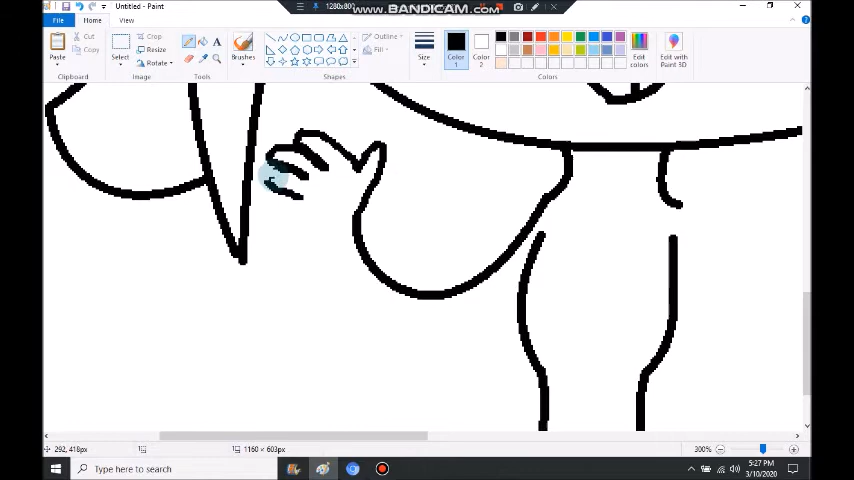 Untitled - Paint
1280x800
www.BANDICAM.com
File
Home
View
Paste
Cut
Copy
Clipboard
Select
Crop
Resize
Rotate
Image
A
Tools
Brushes
Outline
Fill
Shapes
Size
Color 1
Color 2
Edit colors
Colors
Edit with Paint 3D
292, 418px
1160 × 603px
300%
Type here to search
5:27 PM
3/10/2020